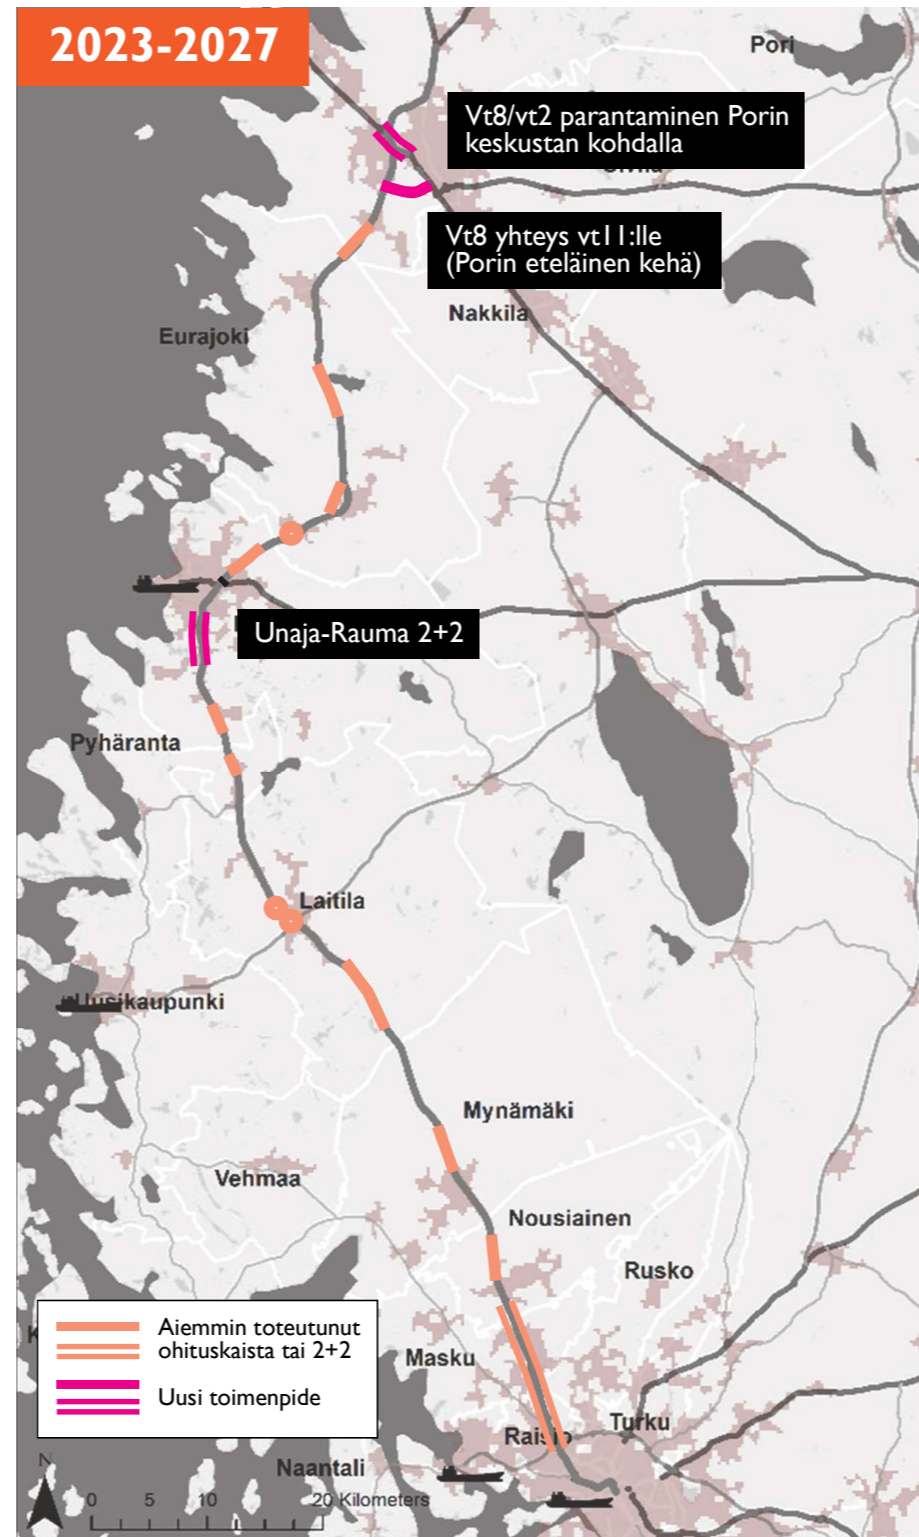 2023-2027
Pori
Vt8/vt2 parantaminen Porin
keskustan kohdalla
Vt8 yhteys vt11:lle
(Porin eteläinen kehä)
Nakkila
Eurajoki
Unaja-Rauma 2+2
Pyhäranta
Laitila
Uusikaupunki
Mynämäki
Vehmaa
Nousiainen
Rusko
Aiemmin toteutunut
ohituskaista tai 2+2
Uusi toimenpide
Masku
Turku
Raisio
Naantali
N
0 5 10 20 Kilometers